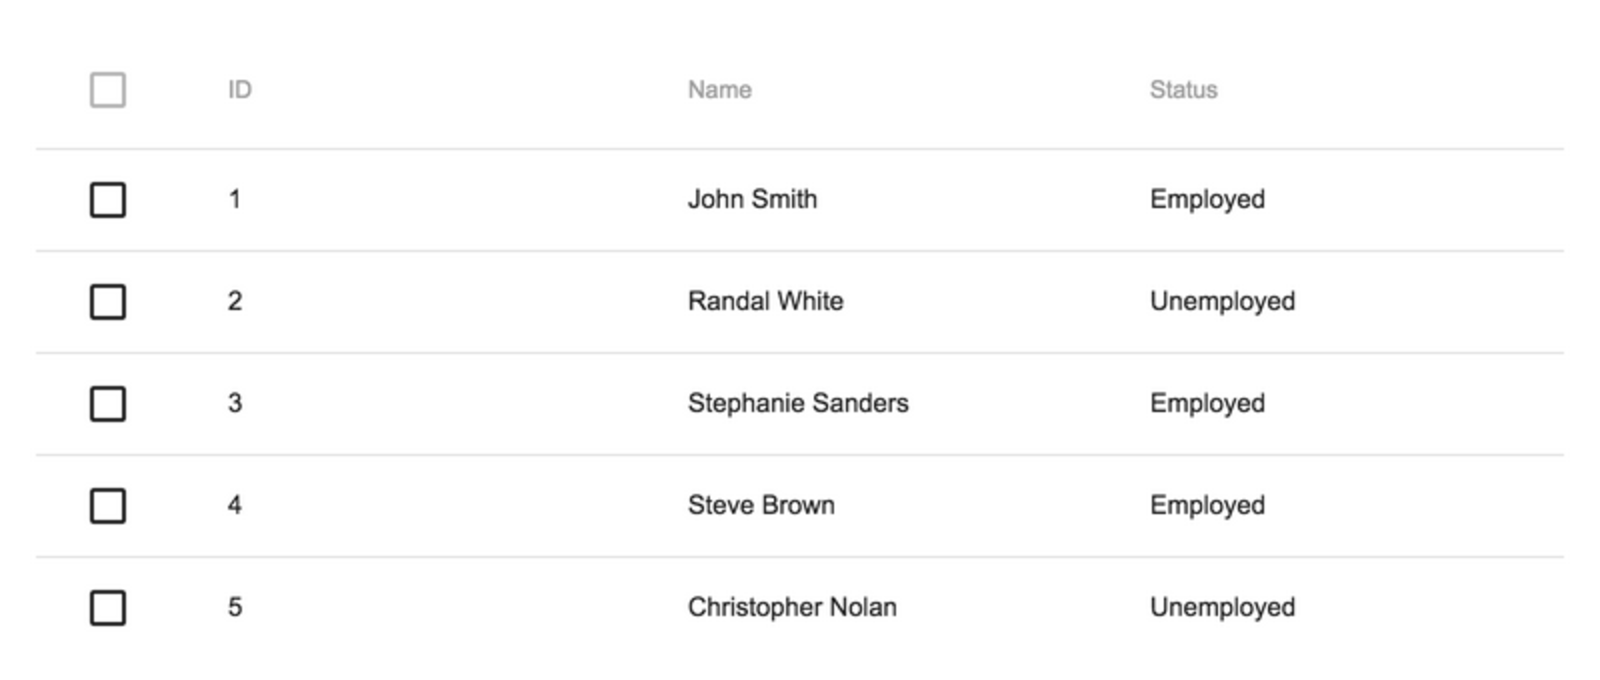 ID Name Status
1 John Smith Employed
2 Randal White Unemployed
3 Stephanie Sanders Employed
4 Steve Brown Employed
5 Christopher Nolan Unemployed